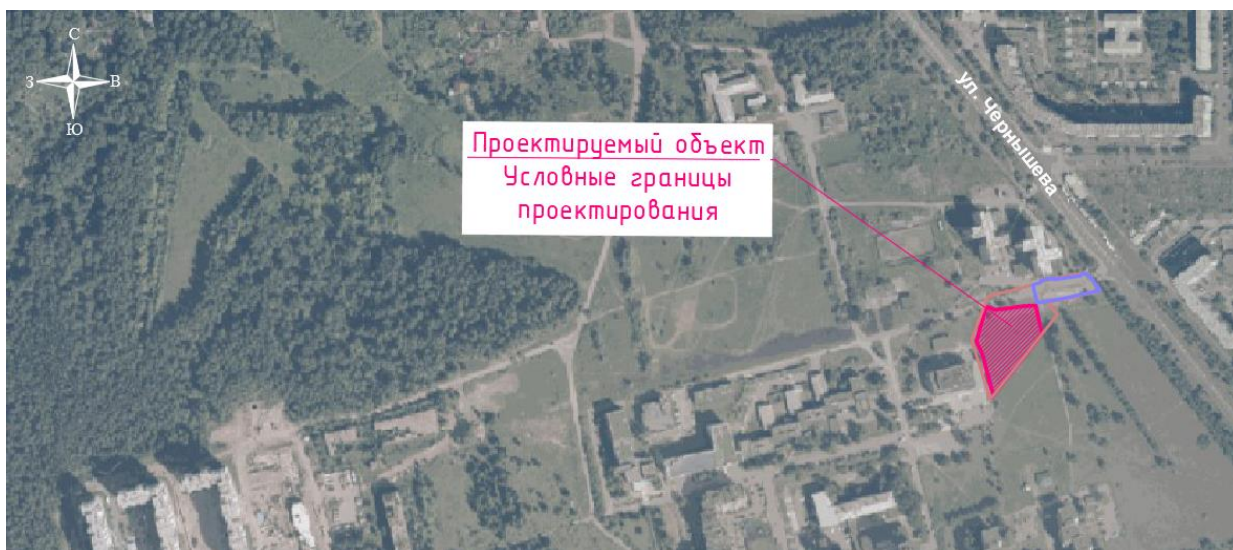 С
З
В
Ю
ул. Чернышева
Проектируемый объект
Условные границы
проектирования